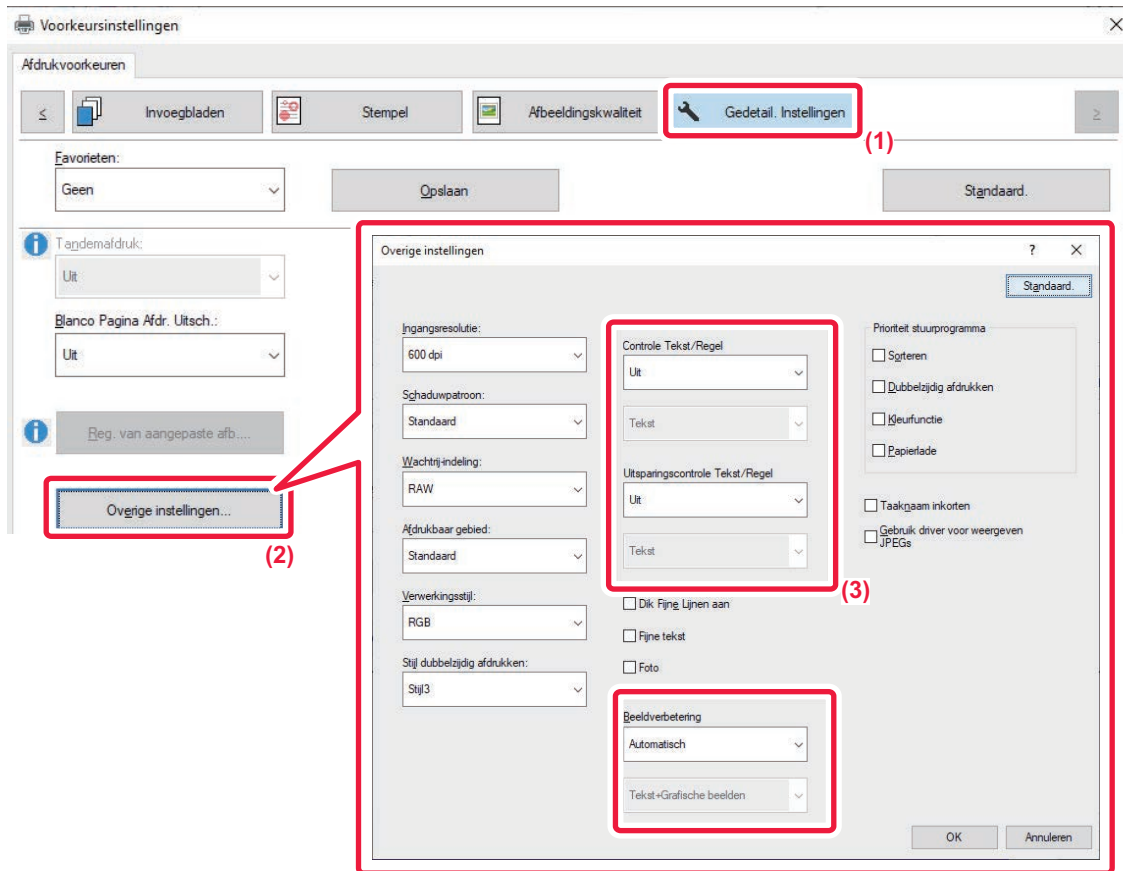 Voorkeursinstellingen
Afdrukvoorkeuren
< Invoegbladen Stempel Afbeeldingskwaliteit Gedetail. Instellingen >
(1)
Favorieten:
Geen Opslaan Standaard.
Tandemafdruk:
Uit
Blanco Pagina Afdr. Uitsch.:
Uit
Reg. van aangepaste afb....
Overige instellingen...
(2)
Overige instellingen ?
Standaard.
Ingangsresolutie:
600 dpi
Schaduwpatroon:
Standaard
Wachtrij-indeling:
RAW
Afdrukbaar gebied:
Standaard
Verwerkingsstijl:
RGB
Stijl dubbelzijdig afdrukken:
Stijl3
Controle Tekst/Regel
Uit
Tekst
Uitsparingscontrole Tekst/Regel
Uit
Tekst
(3)
Dik Fijne Lijnen aan
Fijne tekst
Foto
Beeldverbetering
Automatisch
Tekst+Grafische beelden
Prioriteit stuurprogramma
Sorteren
Dubbelzijdig afdrukken
Kleurfunctie
Papierlade
Taaknaam inkorten
Gebruik driver voor weergeven
JPEGs
OK Annuleren